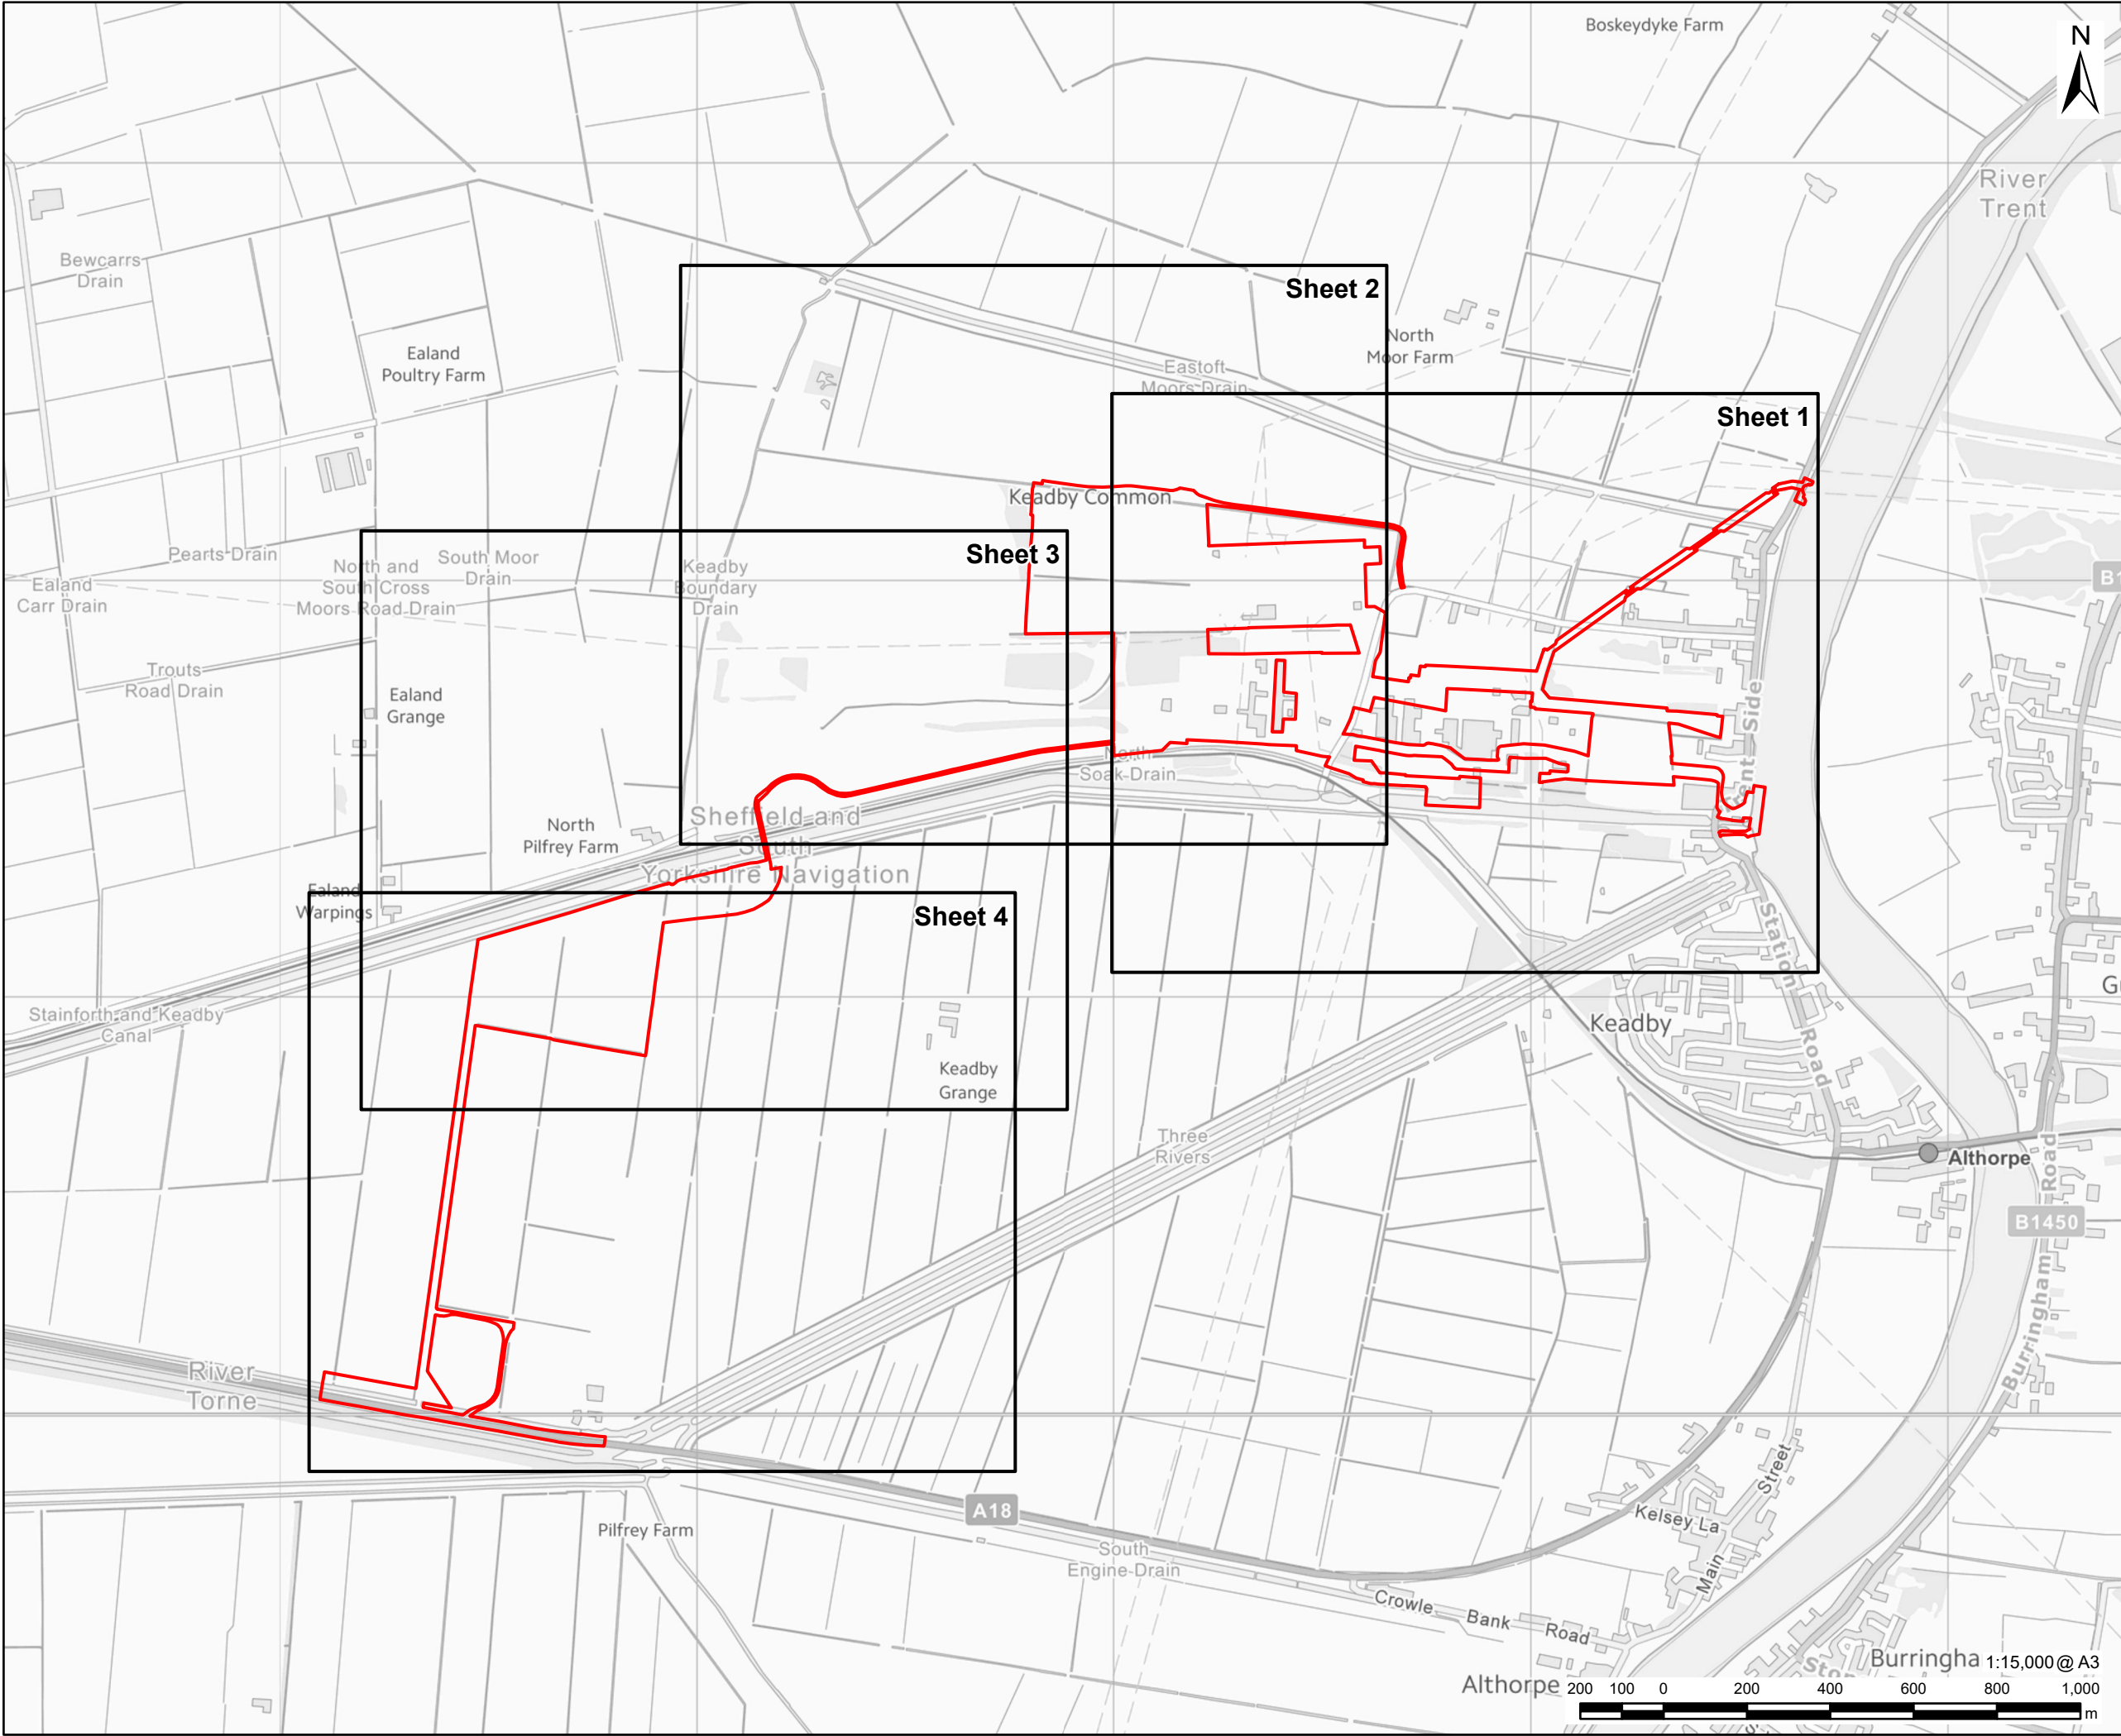 Boskeydyke Farm
N
River
Trent
Bewcarrs
Drain
Sheet 2
Ealand
Poultry Farm
North
Moor Farm
Eastoft
Moors Drain
Sheet 1
Keadby Common
Pearts Drain
Sheet 3
North and
South Cross
Moors Road Drain
South Moor
Drain
Keadby
Boundary
Drain
Ealand
Carr Drain
B1
Trouts
Road Drain
Ealand
Grange
Trent Side
North
Soak Drain
North
Pilfrey Farm
Sheffield and
South
Yorkshire Navigation
Ealand
Warpings
Sheet 4
Station Road
Stainforth and Keadby
Canal
Keadby
Keadby
Grange
Three
Rivers
Althorpe
B1450
Burringham Road
River
Torne
A18
Pilfrey Farm
South
Engine Drain
Kelsey La
Main Street
Crowle Bank Road
Althorpe
Burringha
1:15,000 @ A3
200 100 0 200 400 600 800 1,000
m